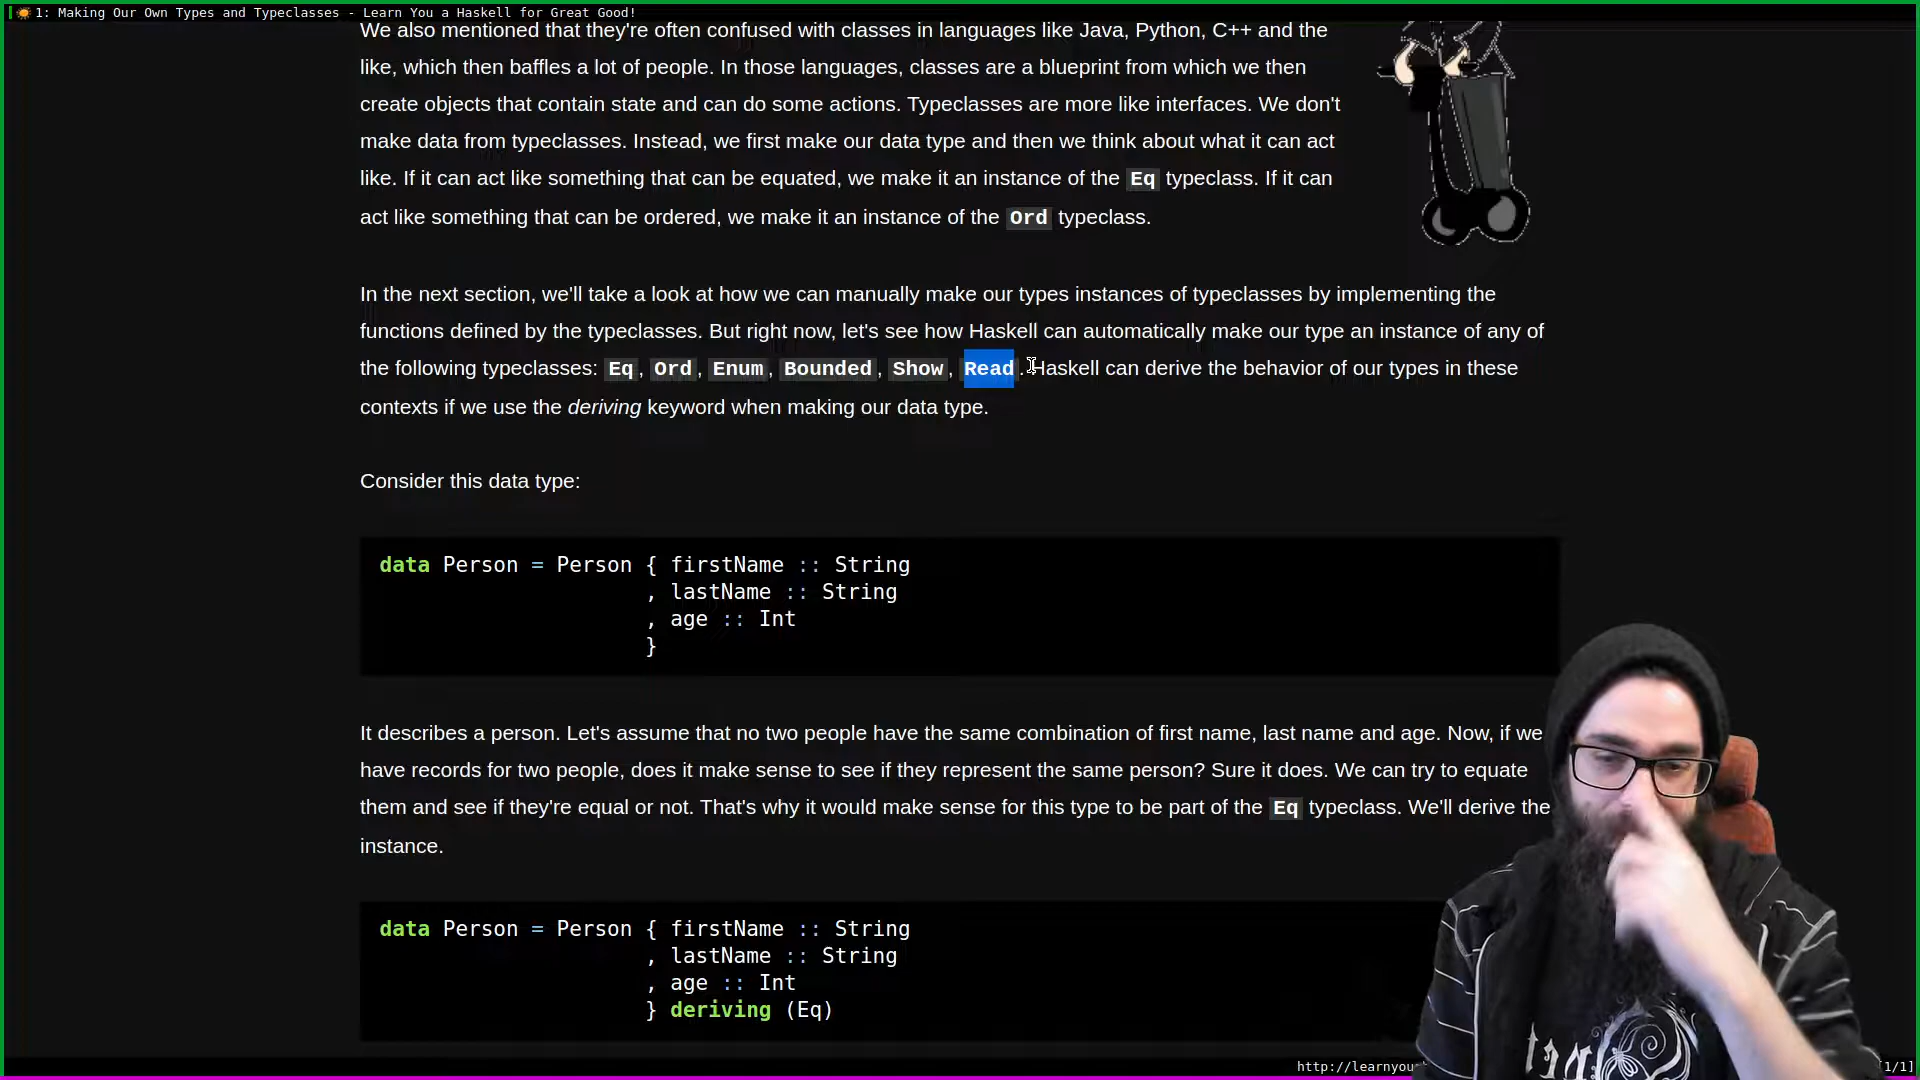 1: Making Our Own Types and Typeclasses - Learn You a Haskell for Great Good!
We also mentioned that they're often confused with classes in languages like Java, Python, C++ and the
like, which then baffles a lot of people. In those languages, classes are a blueprint from which we then
create objects that contain state and can do some actions. Typeclasses are more like interfaces. We don't
make data from typeclasses. Instead, we first make our data type and then we think about what it can act
like. If it can act like something that can be equated, we make it an instance of the Eq typeclass. If it can
act like something that can be ordered, we make it an instance of the Ord typeclass.
In the next section, we'll take a look at how we can manually make our types instances of typeclasses by implementing the
functions defined by the typeclasses. But right now, let's see how Haskell can automatically make our type an instance of any of
the following typeclasses: Eq, Ord, Enum, Bounded, Show, Read. Haskell can derive the behavior of our types in these
contexts if we use the deriving keyword when making our data type.
Consider this data type:
data Person = Person { firstName :: String
, lastName :: String
, age :: Int
}
It describes a person. Let's assume that no two people have the same combination of first name, last name and age. Now, if we
have records for two people, does it make sense to see if they represent the same person? Sure it does. We can try to equate
them and see if they're equal or not. That's why it would make sense for this type to be part of the Eq typeclass. We'll derive the
instance.
data Person = Person { firstName :: String
, lastName :: String
, age :: Int
} deriving (Eq)
http://learnyou
1/1]